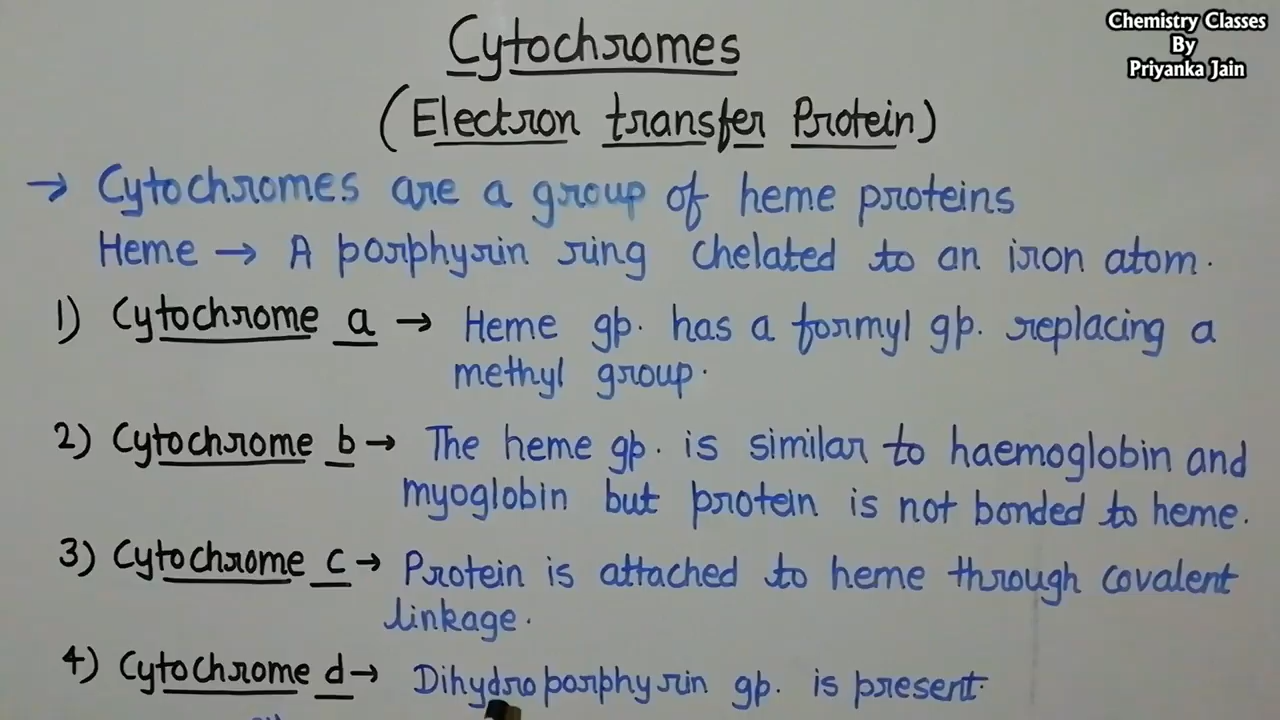 Cytochromes
Chemistry Classes
By
Priyanka Jain
(Electron transfer Protein)
→ Cytochromes are a group of heme proteins
Heme → A porphyrin ring chelated to an iron atom.
1) Cytochrome a → Heme gp. has a formyl gp. replacing a
methyl group.
2) Cytochrome b → The heme gp. is similar to haemoglobin and
myoglobin but protein is not bonded to heme.
3) Cytochrome c → Protein is attached to heme through covalent
linkage.
4) Cytochrome d → Dihydroporphyrin gp. is present.